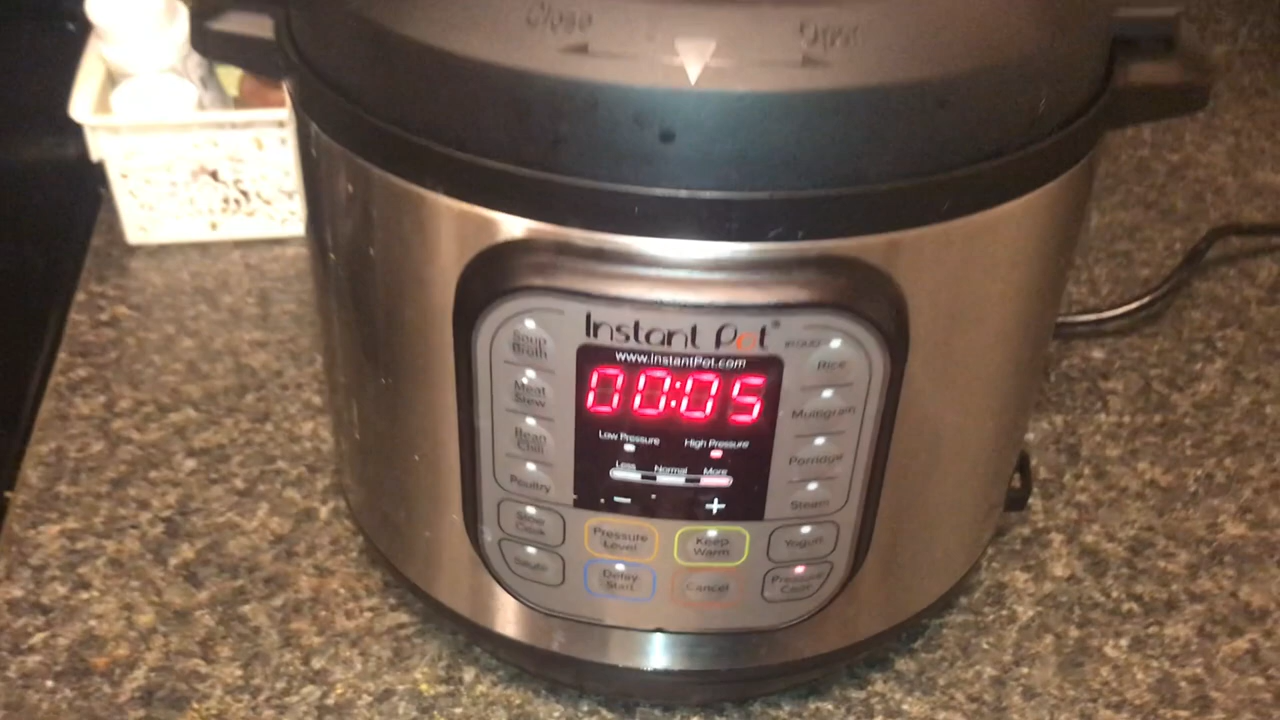 Close Open
Instant Pot®
www.InstantPot.com
00:05
Low Pressure High Pressure
Less Normal More
- +
Soup
Broth
Meat
Stew
Bean
Chili
Poultry
Slow
Cook
Sauté
Pressure
Level
Keep
Warm
Delay
Start
Cancel
Rice
Multigrain
Porridge
Steam
Yogurt
Pressure
Cook